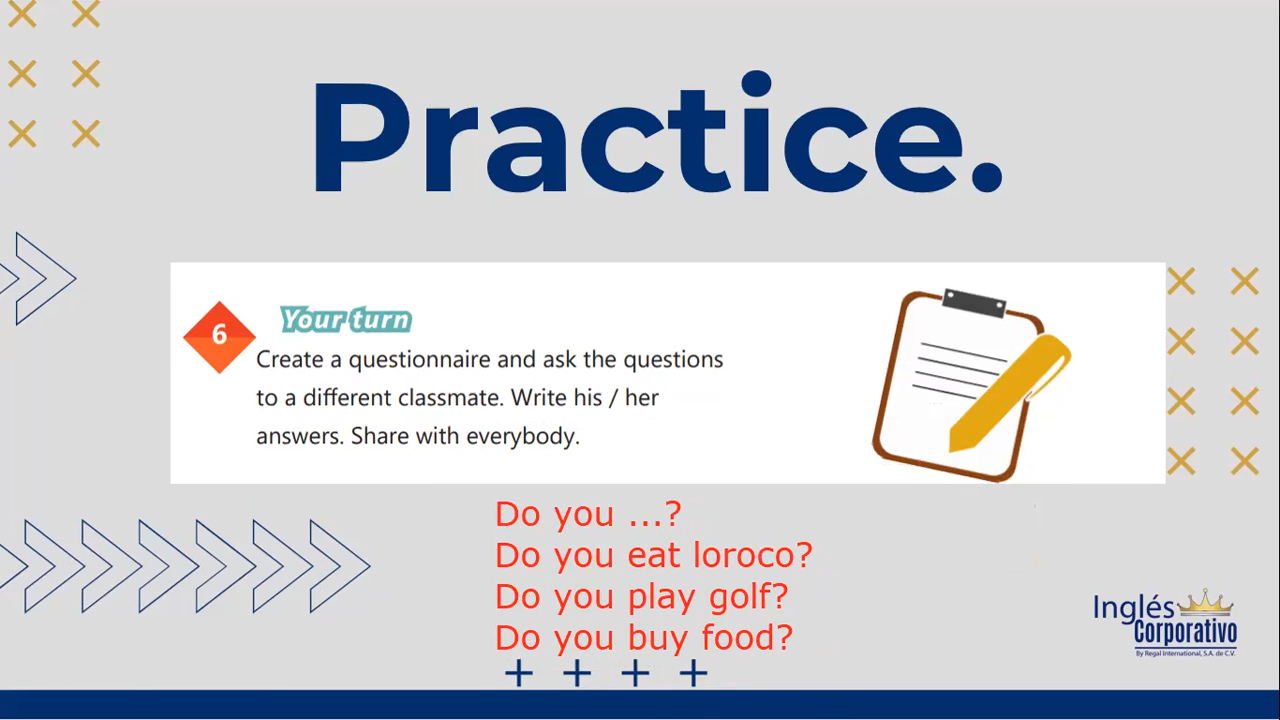 Practice.
6
Your turn
Create a questionnaire and ask the questions
to a different classmate. Write his / her
answers. Share with everybody.
Do you ...?
Do you eat loroco?
Do you play golf?
Do you buy food?
Inglés
Corporativo
By Regal International, S.A. de C.V.